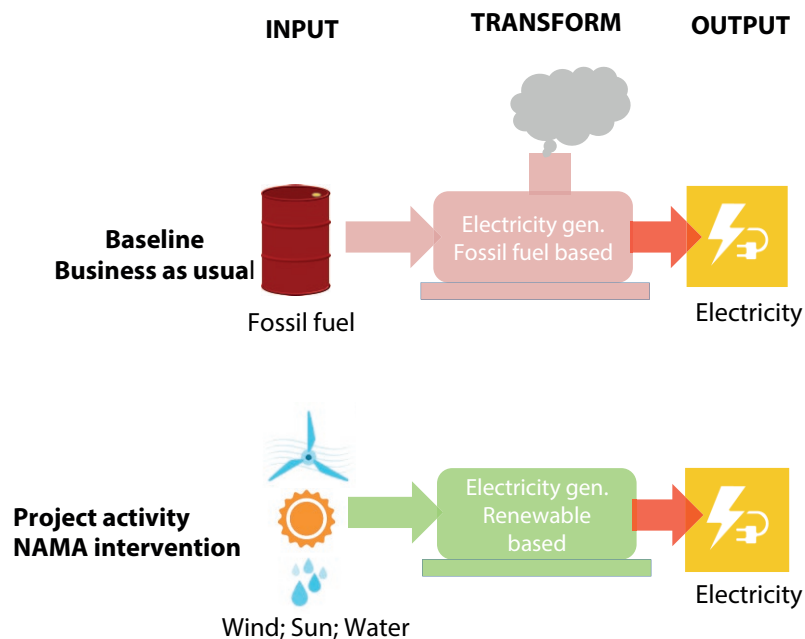 INPUT
TRANSFORM
OUTPUT
Baseline
Business as usual
Fossil fuel
Electricity gen.
Fossil fuel based
Electricity
Project activity
NAMA intervention
Wind; Sun; Water
Electricity gen.
Renewable
based
Electricity